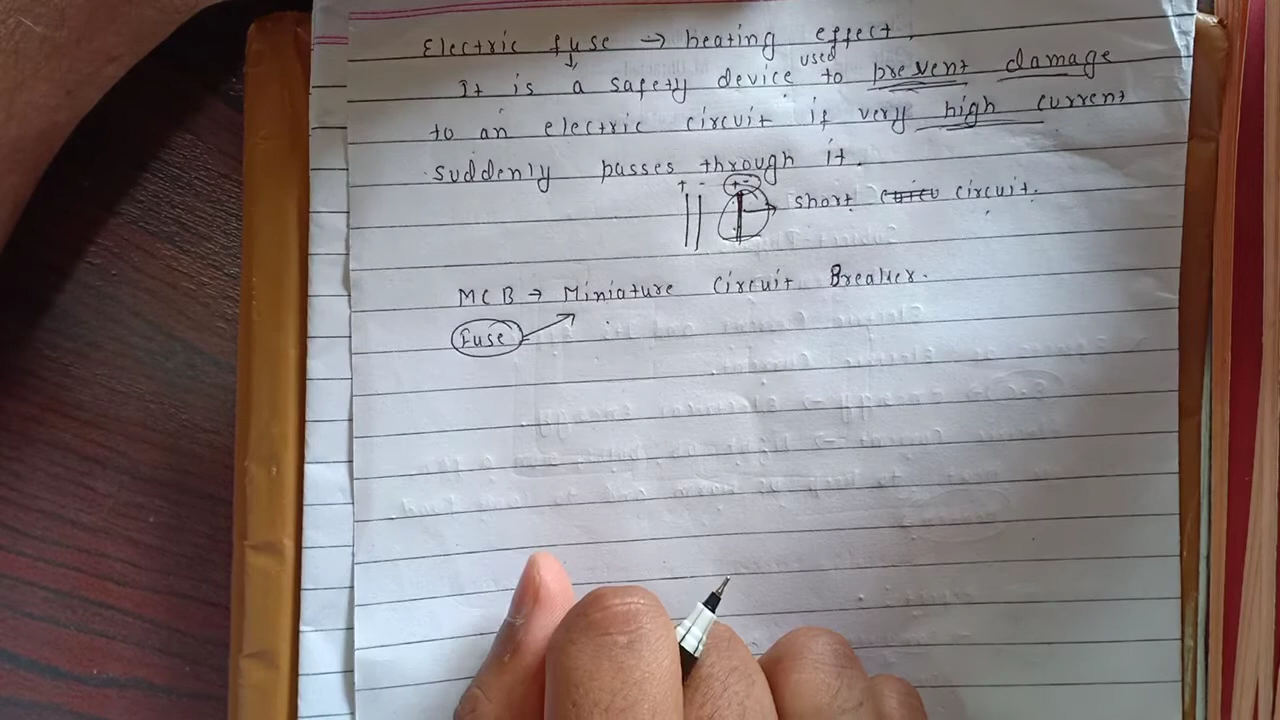 Electric fuse → heating effect.
It is a safety device used to prevent damage
to an electric circuit if very high current
suddenly passes through it.
+ - + -
short circuit.
MCB → Miniature Circuit Breaker.
Fuse